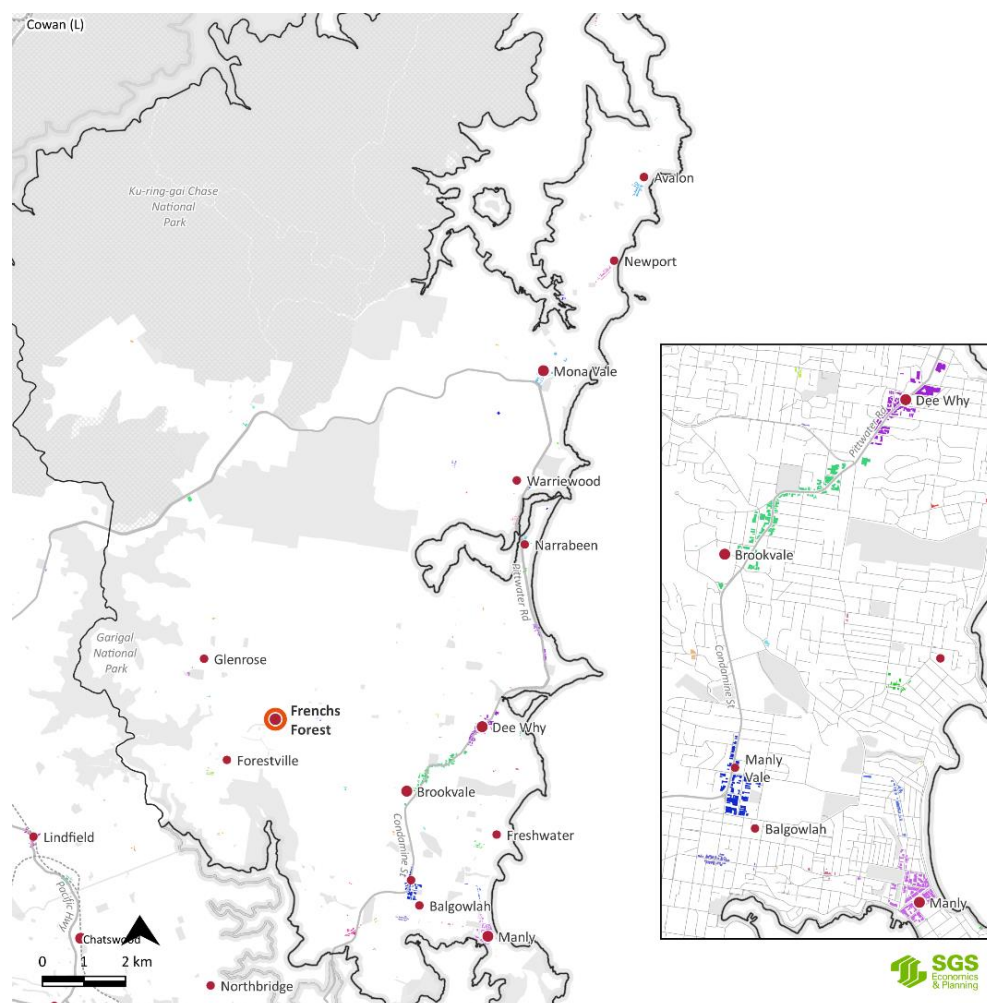 Cowan (L)
Ku-ring-gai Chase
National
Park
Avalon
Newport
Mona Vale
Warriewood
Narrabeen
Pittwater Rd
Garigal
National
Park
Glenrose
Frenchs
Forest
Forestville
Dee Why
Brookvale
Freshwater
Condamine St
Balgowlah
Manly
Lindfield
Pacific Hwy
Chatswood
0 1 2 km
Northbridge
Dee Why
Pittwater Rd
Brookvale
Condamine St
Manly
Vale
Balgowlah
Manly
SGS
Economics
& Planning